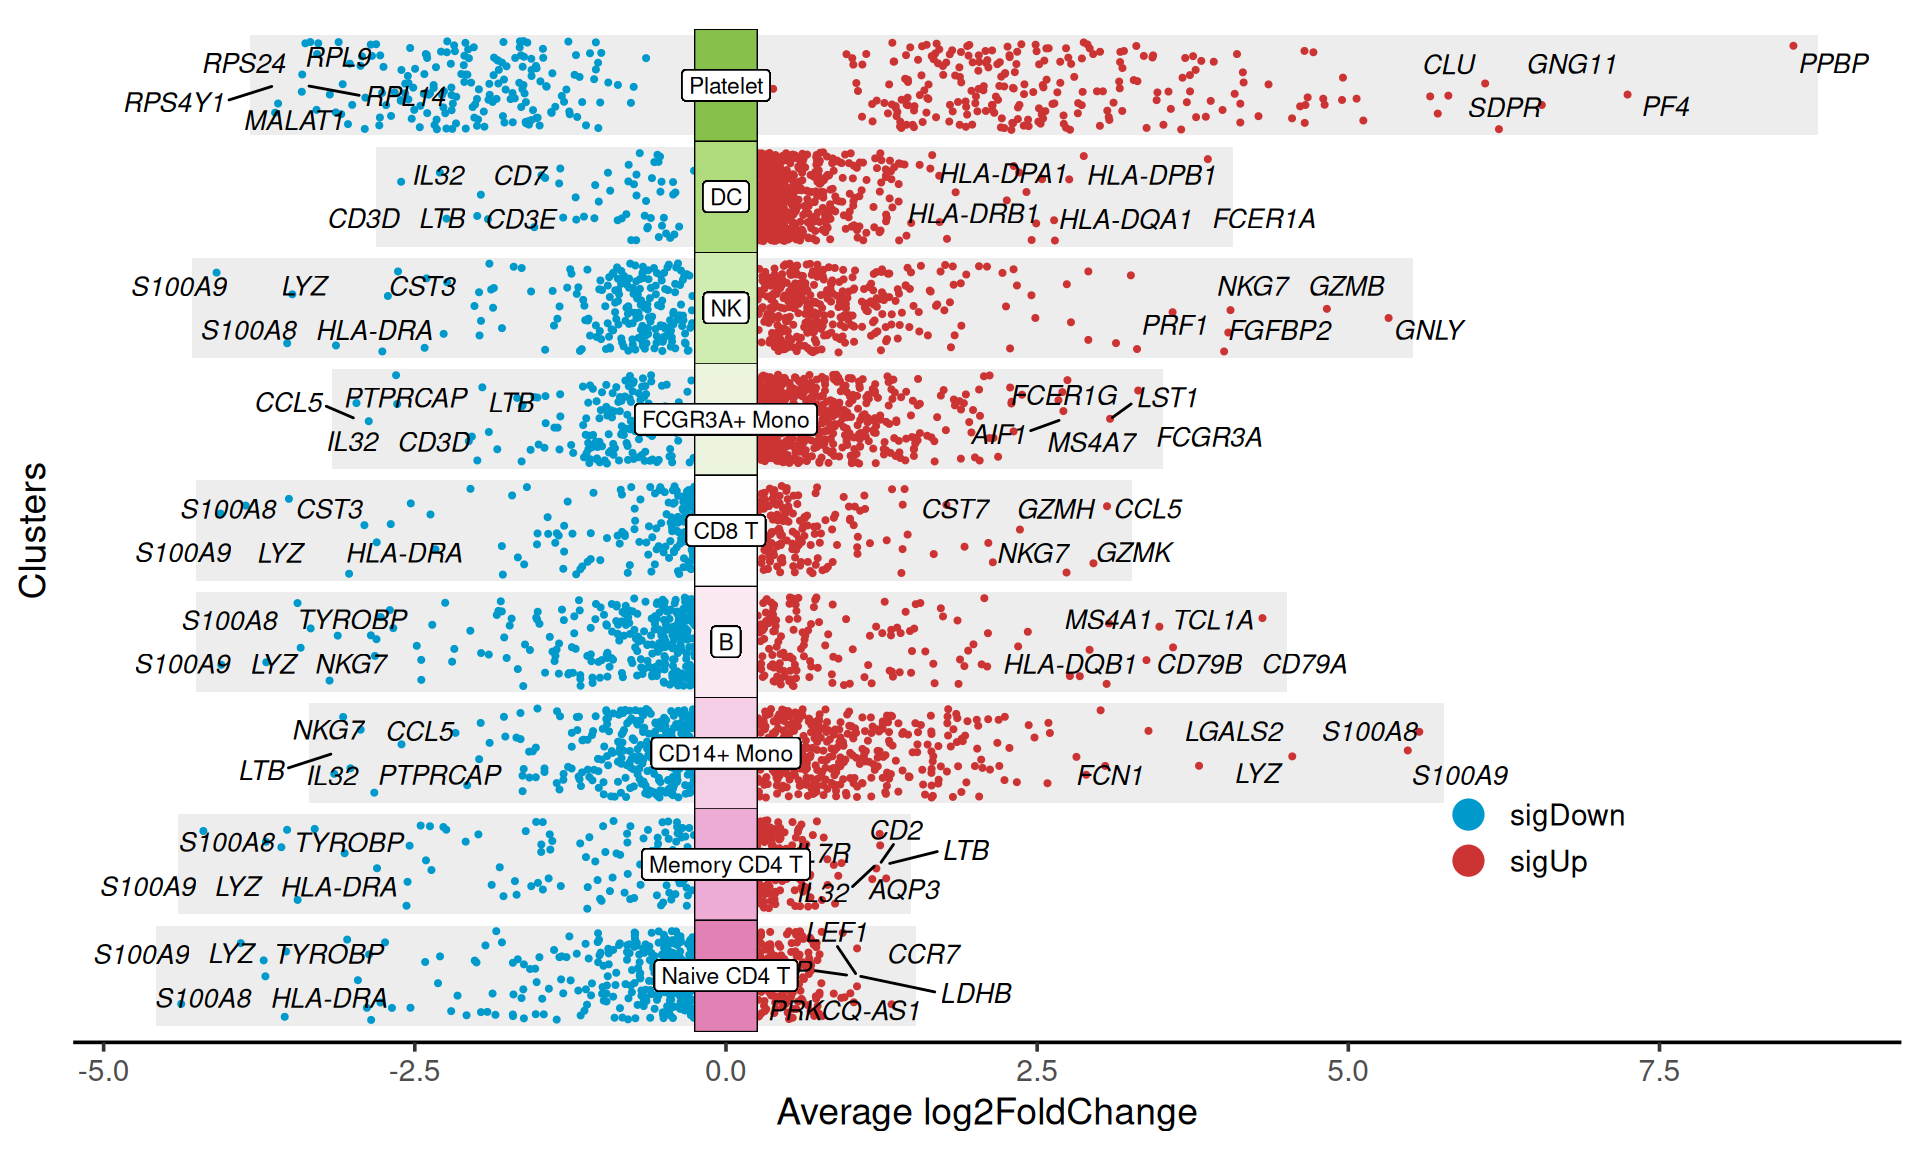 RPS24 RPL9 CLU GNG11 PPBP
Platelet
RPS4Y1 RPL14 SDPR PF4
MALAT1
IL32 CD7 HLA-DPA1 HLA-DPB1
DC
CD3D LTB CD3E HLA-DRB1 HLA-DQA1 FCER1A
S100A9 LYZ CST3 NKG7 GZMB
NK
S100A8 HLA-DRA PRF1 FGFBP2 GNLY
CCL5 PTPRCAP LTB FCER1G LST1
FCGR3A+ Mono
IL32 CD3D AIF1 MS4A7 FCGR3A
S100A8 CST3 CST7 GZMH CCL5
CD8 T
S100A9 LYZ HLA-DRA NKG7 GZMK
S100A8 TYROBP MS4A1 TCL1A
B
S100A9 LYZ NKG7 HLA-DQB1 CD79B CD79A
NKG7 CCL5 LGALS2 S100A8
CD14+ Mono
LTB IL32 PTPRCAP FCN1 LYZ S100A9
sigDown
sigUp
S100A8 TYROBP CD2 LTB
Memory CD4 T
S100A9 LYZ HLA-DRA IL32 AQP3
LEF1
S100A9 LYZ TYROBP CCR7
Naive CD4 T
S100A8 HLA-DRA PRKCQ-AS1 LDHB
Clusters
-5.0 -2.5 0.0 2.5 5.0 7.5
Average log2FoldChange